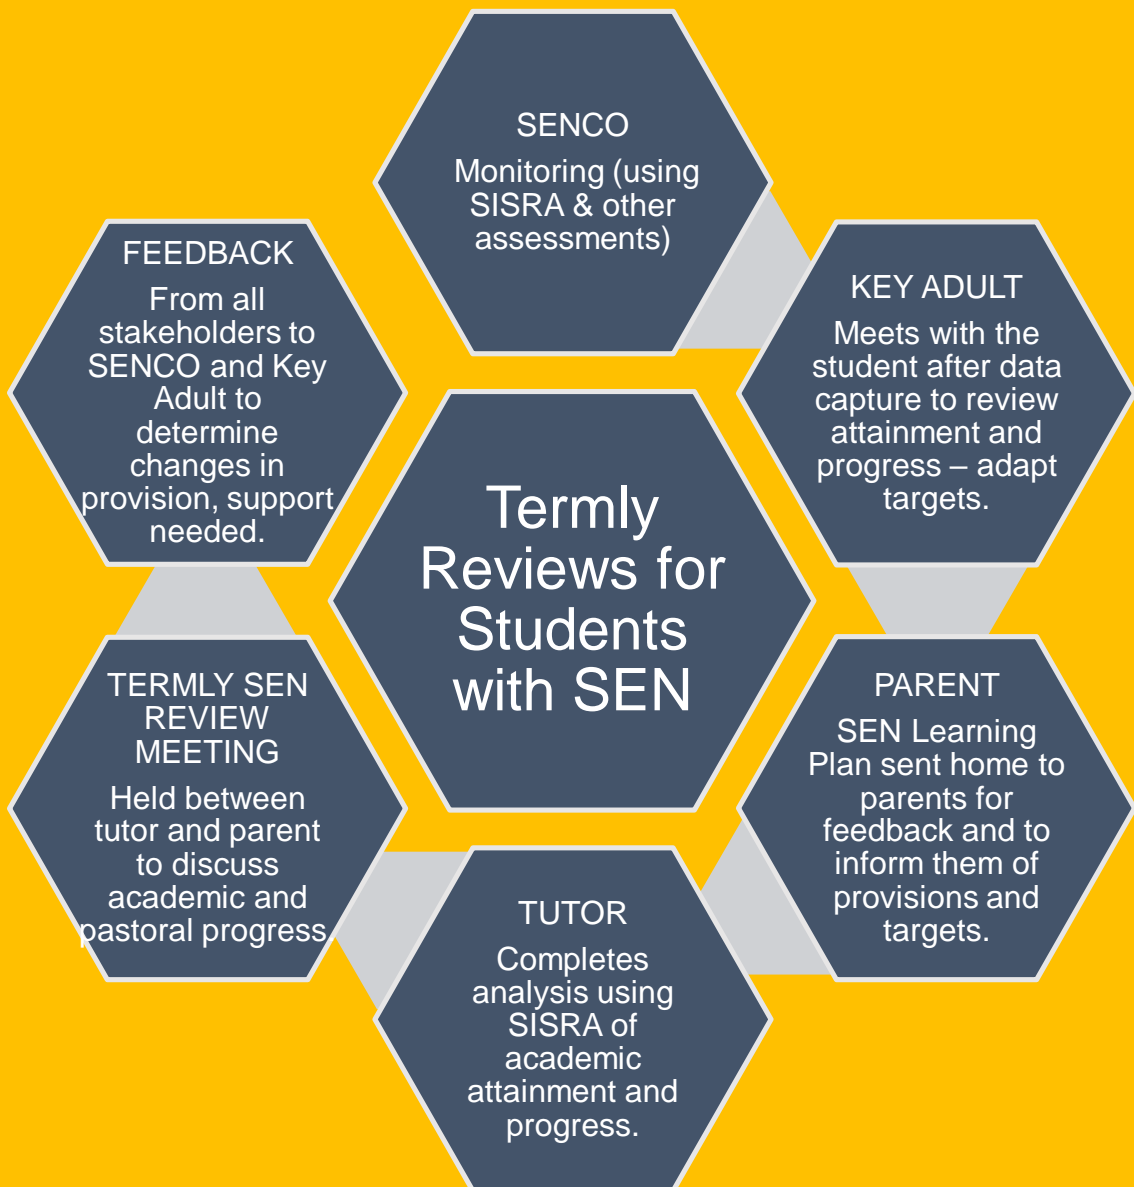 SENCO
Monitoring (using
SISRA & other
assessments)
KEY ADULT
Meets with the
student after data
capture to review
attainment and
progress – adapt
targets.
PARENT
SEN Learning
Plan sent home to
parents for
feedback and to
inform them of
provisions and
targets.
TUTOR
Completes
analysis using
SISRA of
academic
attainment and
progress.
TERMLY SEN
REVIEW
MEETING
Held between
tutor and parent
to discuss
academic and
pastoral progress.
FEEDBACK
From all
stakeholders to
SENCO and Key
Adult to
determine
changes in
provision, support
needed.
Termly
Reviews for
Students
with SEN